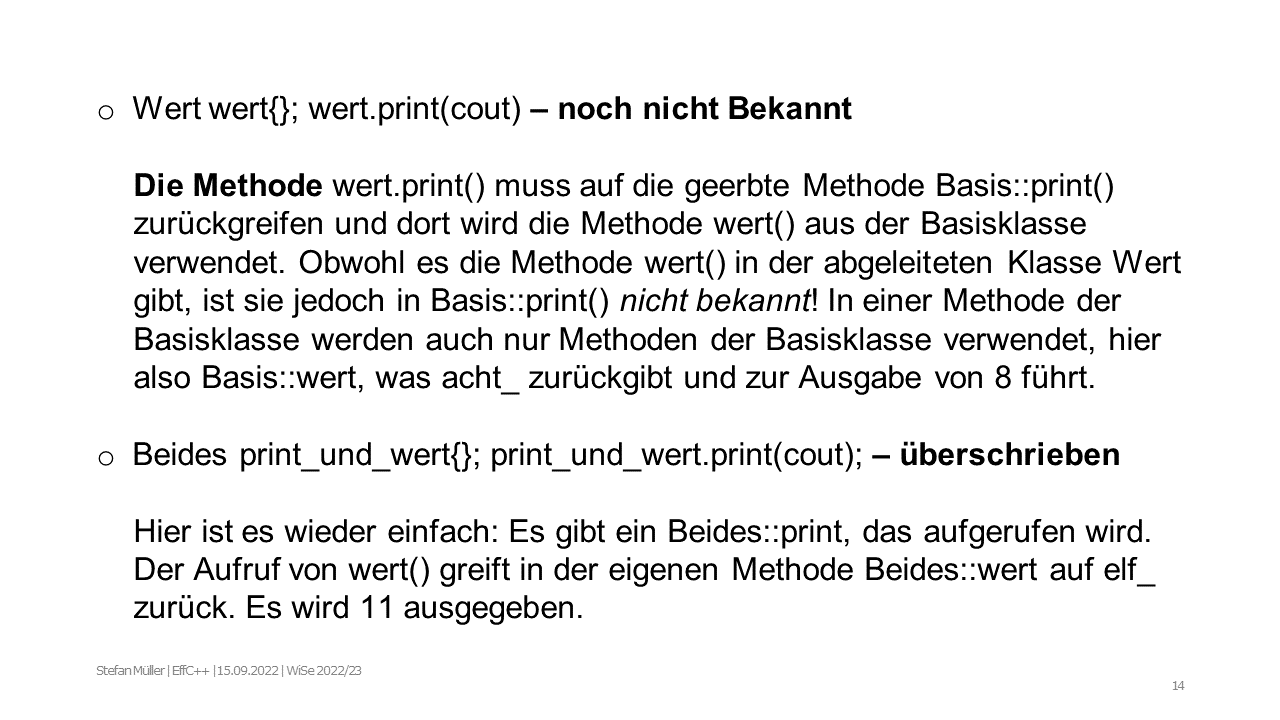 o Wert wert{}; wert.print(cout) – noch nicht Bekannt
Die Methode wert.print() muss auf die geerbte Methode Basis::print()
zurückgreifen und dort wird die Methode wert() aus der Basisklasse
verwendet. Obwohl es die Methode wert() in der abgeleiteten Klasse Wert
gibt, ist sie jedoch in Basis::print() nicht bekannt! In einer Methode der
Basisklasse werden auch nur Methoden der Basisklasse verwendet, hier
also Basis::wert, was acht_ zurückgibt und zur Ausgabe von 8 führt.
o Beides print_und_wert{}; print_und_wert.print(cout); – überschrieben
Hier ist es wieder einfach: Es gibt ein Beides::print, das aufgerufen wird.
Der Aufruf von wert() greift in der eigenen Methode Beides::wert auf elf_
zurück. Es wird 11 ausgegeben.
Stefan Müller | EffC++ | 15.09.2022 | WiSe 2022/23
14